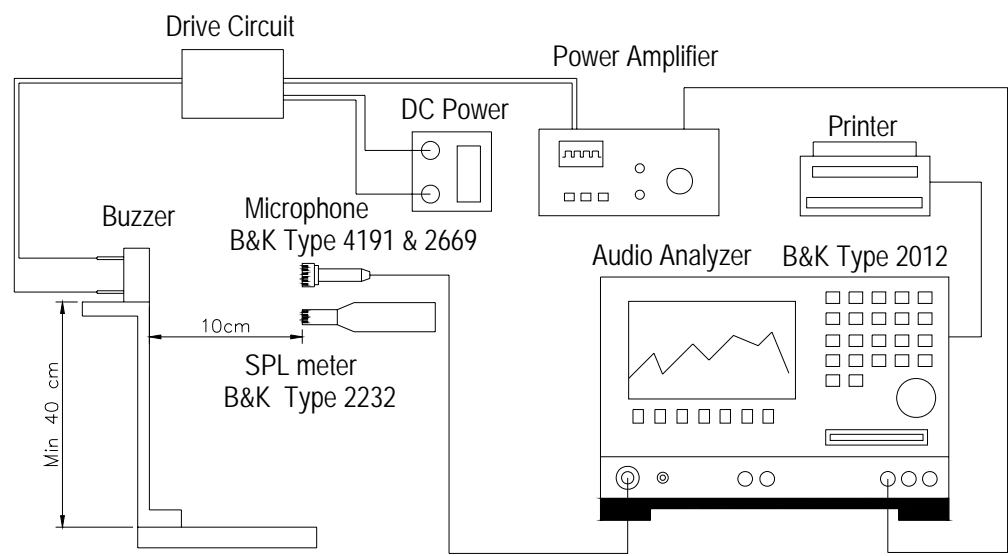 Drive Circuit
Power Amplifier
DC Power
Printer
Buzzer
Microphone
B&K Type 4191 & 2669
Audio Analyzer
B&K Type 2012
10cm
SPL meter
B&K Type 2232
Min 40 cm